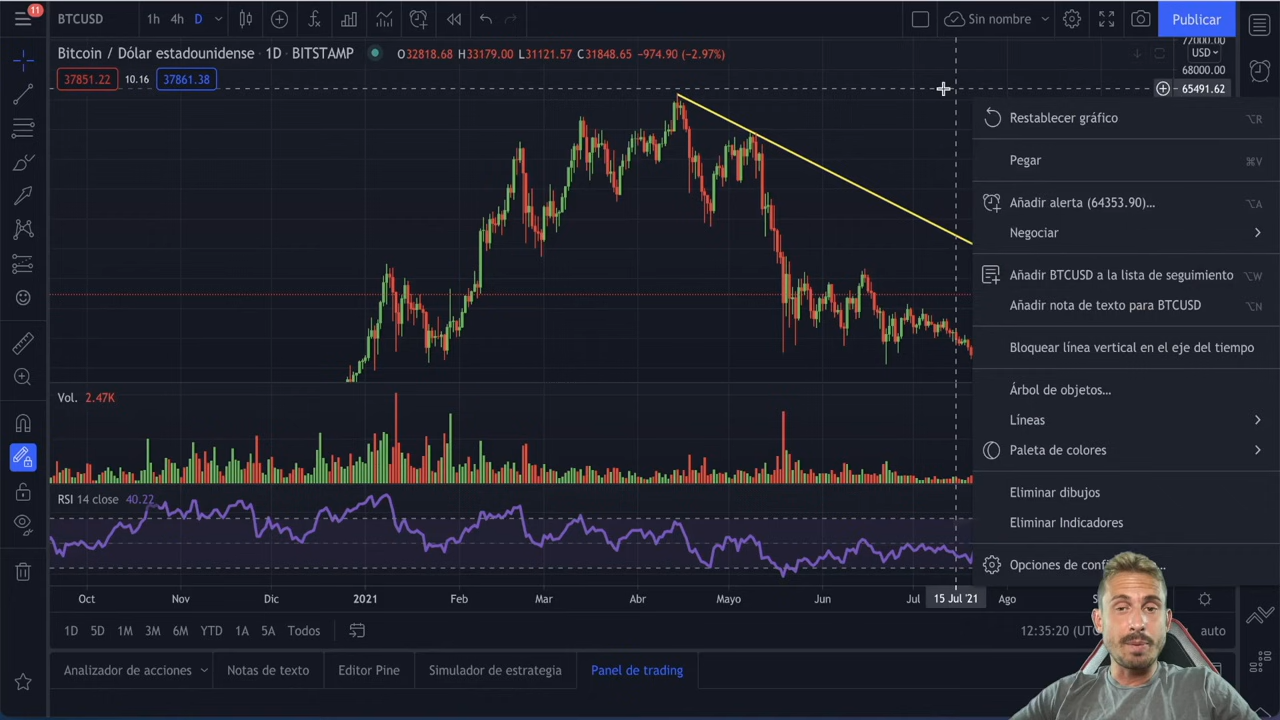 11
BTCUSD
1h 4h D
Sin nombre
Publicar
Bitcoin / Dólar estadounidense · 1D · BITSTAMP
O32818.68 H33179.00 L31121.57 C31848.65 -974.90 (-2.97%)
37851.22 10.16 37861.38
77000.00
USD
68000.00
65491.62
Restablecer gráfico ⌥R
Pegar ⌘V
Añadir alerta (64353.90)... ⌥A
Negociar
Añadir BTCUSD a la lista de seguimiento ⌥W
Añadir nota de texto para BTCUSD ⌥N
Bloquear línea vertical en el eje del tiempo
Árbol de objetos...
Líneas
Paleta de colores
Eliminar dibujos
Eliminar Indicadores
Vol. 2.47K
RSI 14 close 40.22
Oct Nov Dic 2021 Feb Mar Abr Mayo Jun Jul 15 Jul '21 Ago
1D 5D 1M 3M 6M YTD 1A 5A Todos
12:35:20 (UTC
auto
Analizador de acciones Notas de texto Editor Pine Simulador de estrategia Panel de trading